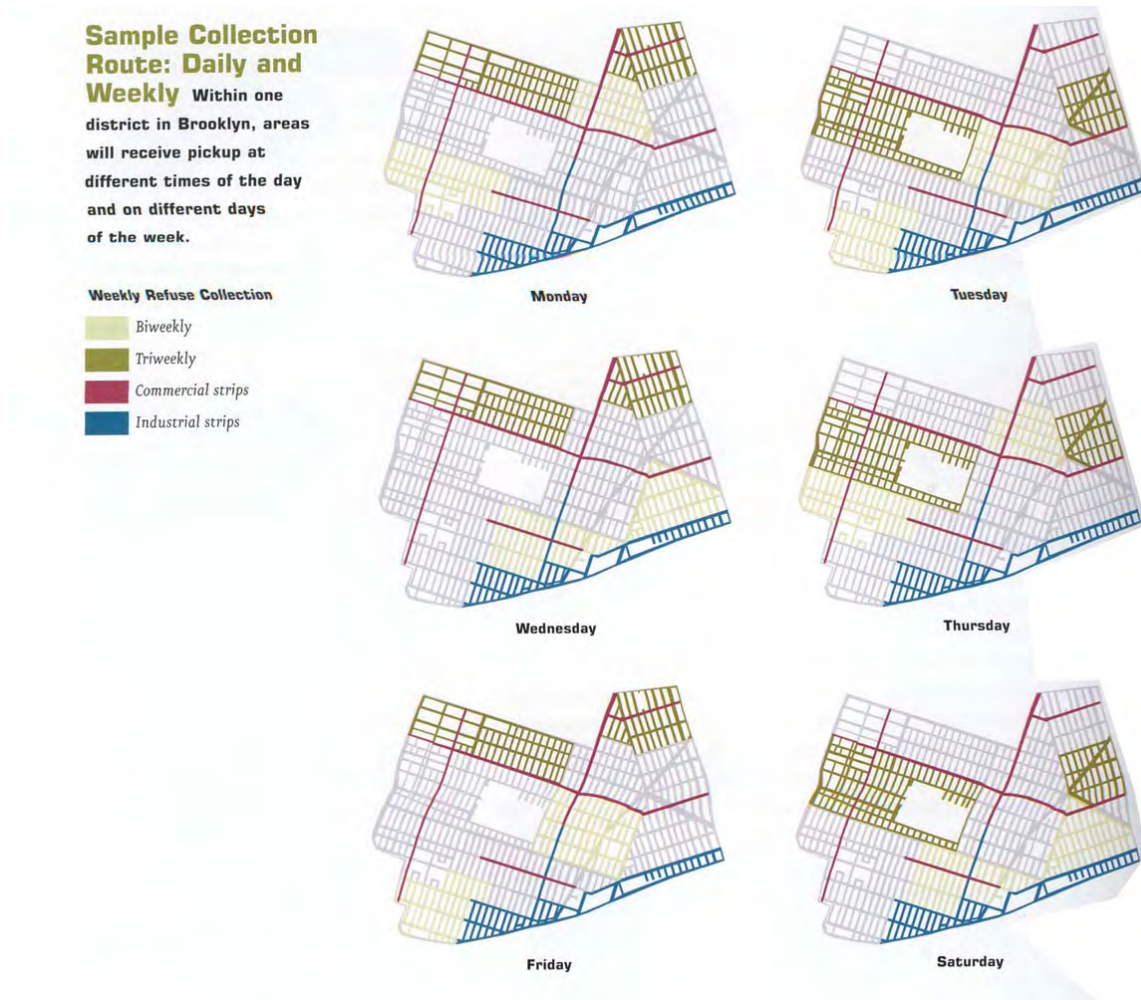 Sample Collection
Route: Daily and
Weekly Within one
district in Brooklyn, areas
will receive pickup at
different times of the day
and on different days
of the week.
Weekly Refuse Collection
Biweekly
Triweekly
Commercial strips
Industrial strips
Monday
Tuesday
Wednesday
Thursday
Friday
Saturday